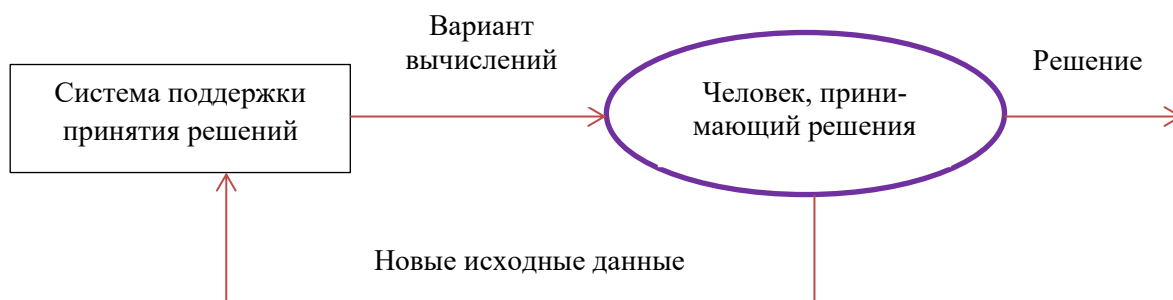 Вариант
вычислений
Решение
Система поддержки
принятия решений
Человек, прини-
мающий решения
Новые исходные данные